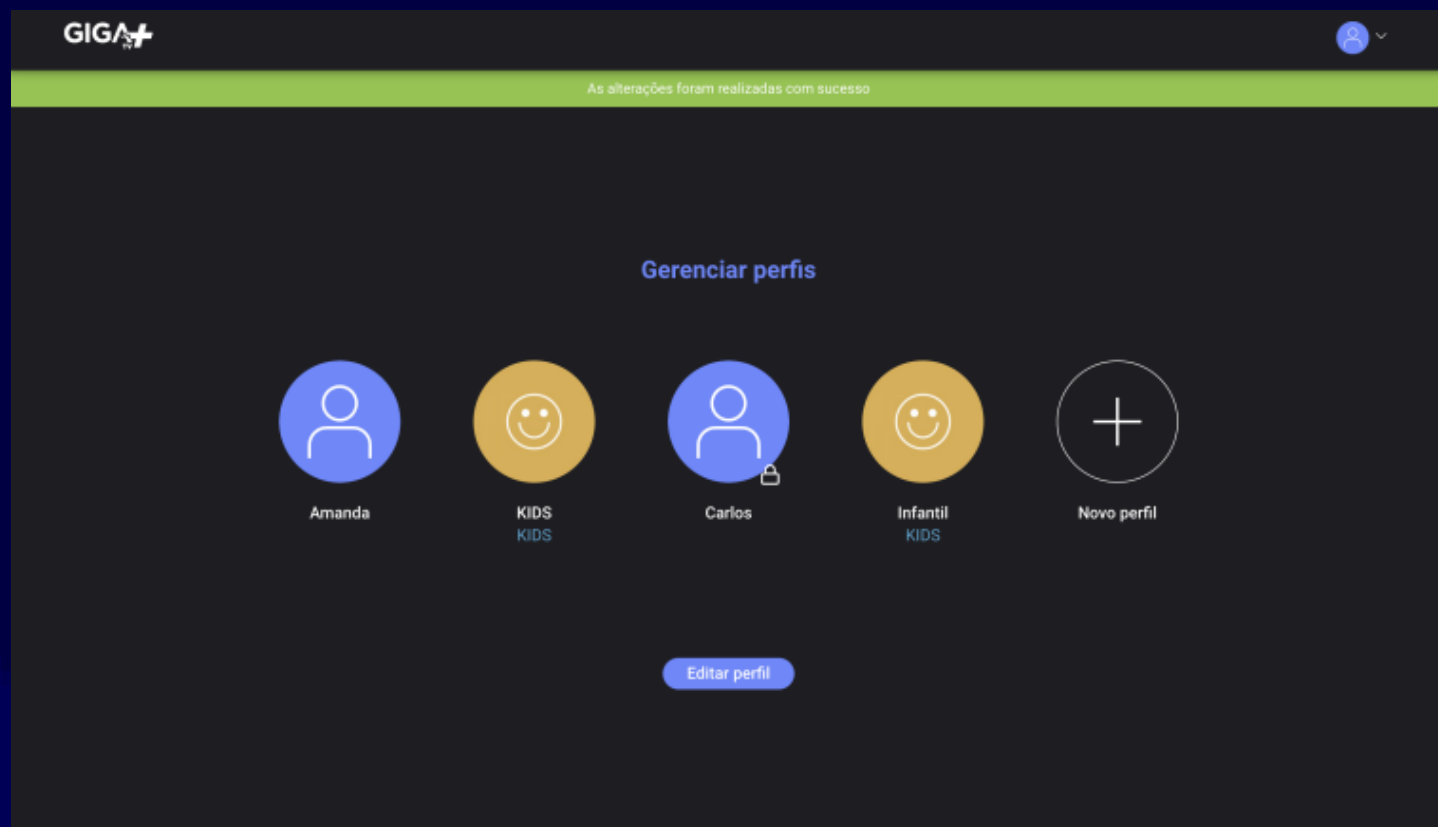 GIGA+
TV
As alterações foram realizadas com sucesso
Gerenciar perfis
Amanda
KIDS
KIDS
Carlos
Infantil
KIDS
Novo perfil
Editar perfil